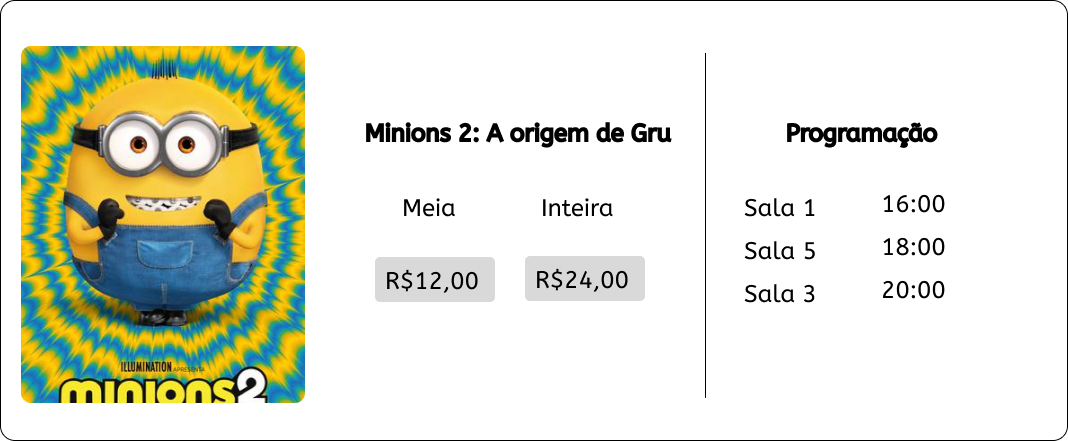 ILLUMINATION APRESENTA
minions2
Minions 2: A origem de Gru
Meia Inteira
R$12,00 R$24,00
Programação
Sala 1 16:00
Sala 5 18:00
Sala 3 20:00